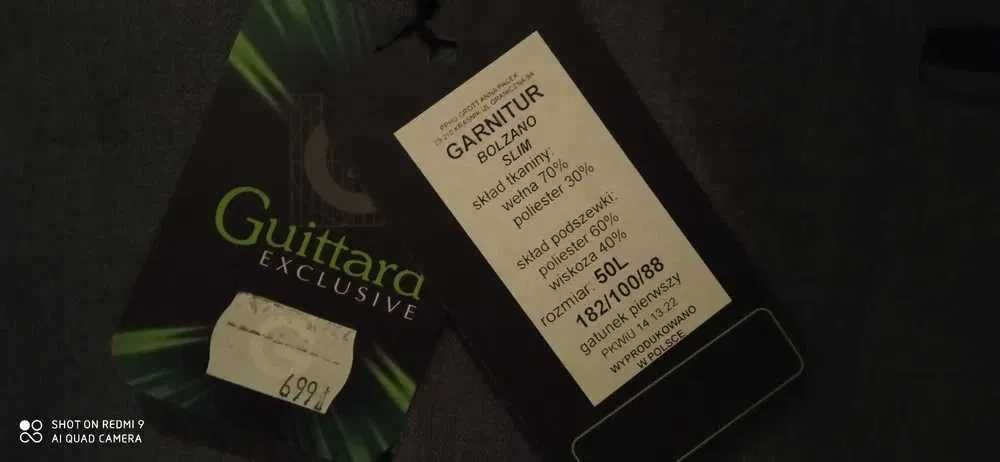 Guittard
EXCLUSIVE
699zł
GARNITUR
BOLZANO
SLIM
skład tkaniny:
wełna 70%
poliester 30%
skład podszewki:
poliester 60%
wiskoza 40%
rozmiar: 50L
182/100/88
gatunek pierwszy
PKWiU 14.13.22
WYPRODUKOWANO
W POLSCE
SHOT ON REDMI 9
AI QUAD CAMERA